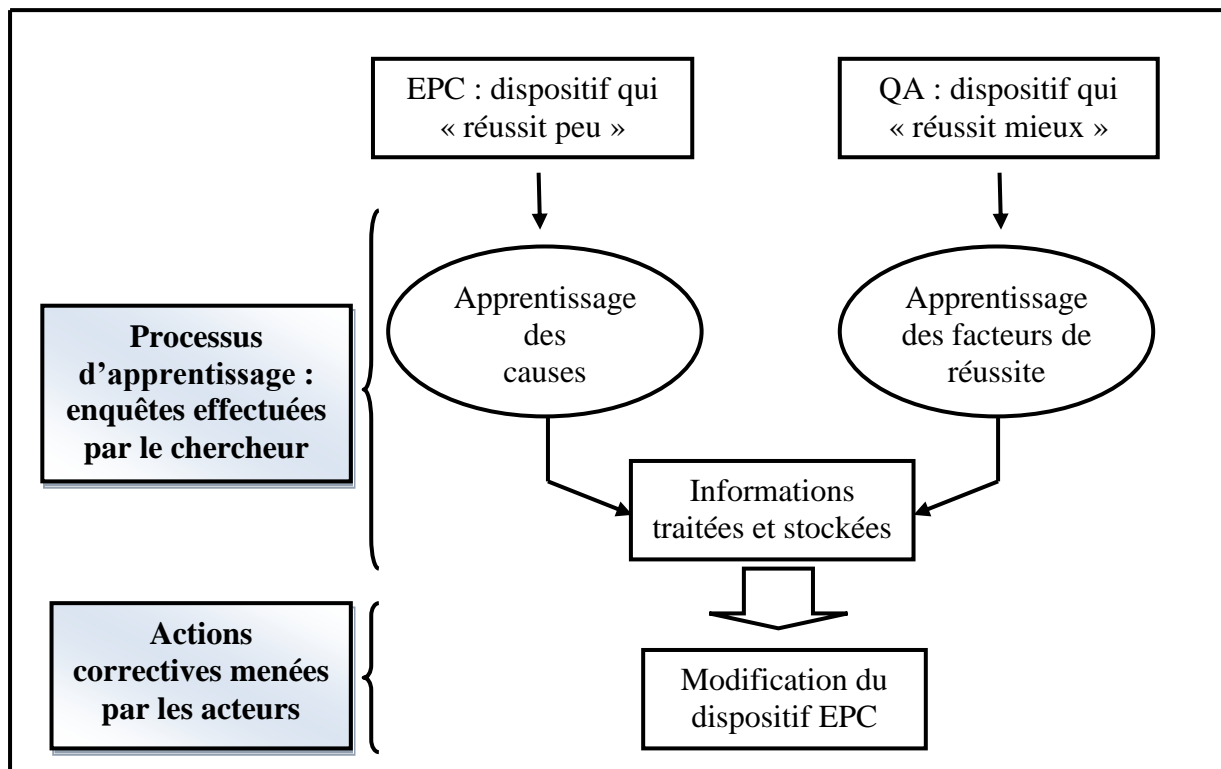 EPC : dispositif qui
« réussit peu »
QA : dispositif qui
« réussit mieux »
Apprentissage
des
causes
Apprentissage
des facteurs de
réussite
Processus
d’apprentissage :
enquêtes effectuées
par le chercheur
Informations
traitées et stockées
Actions
correctives menées
par les acteurs
Modification du
dispositif EPC